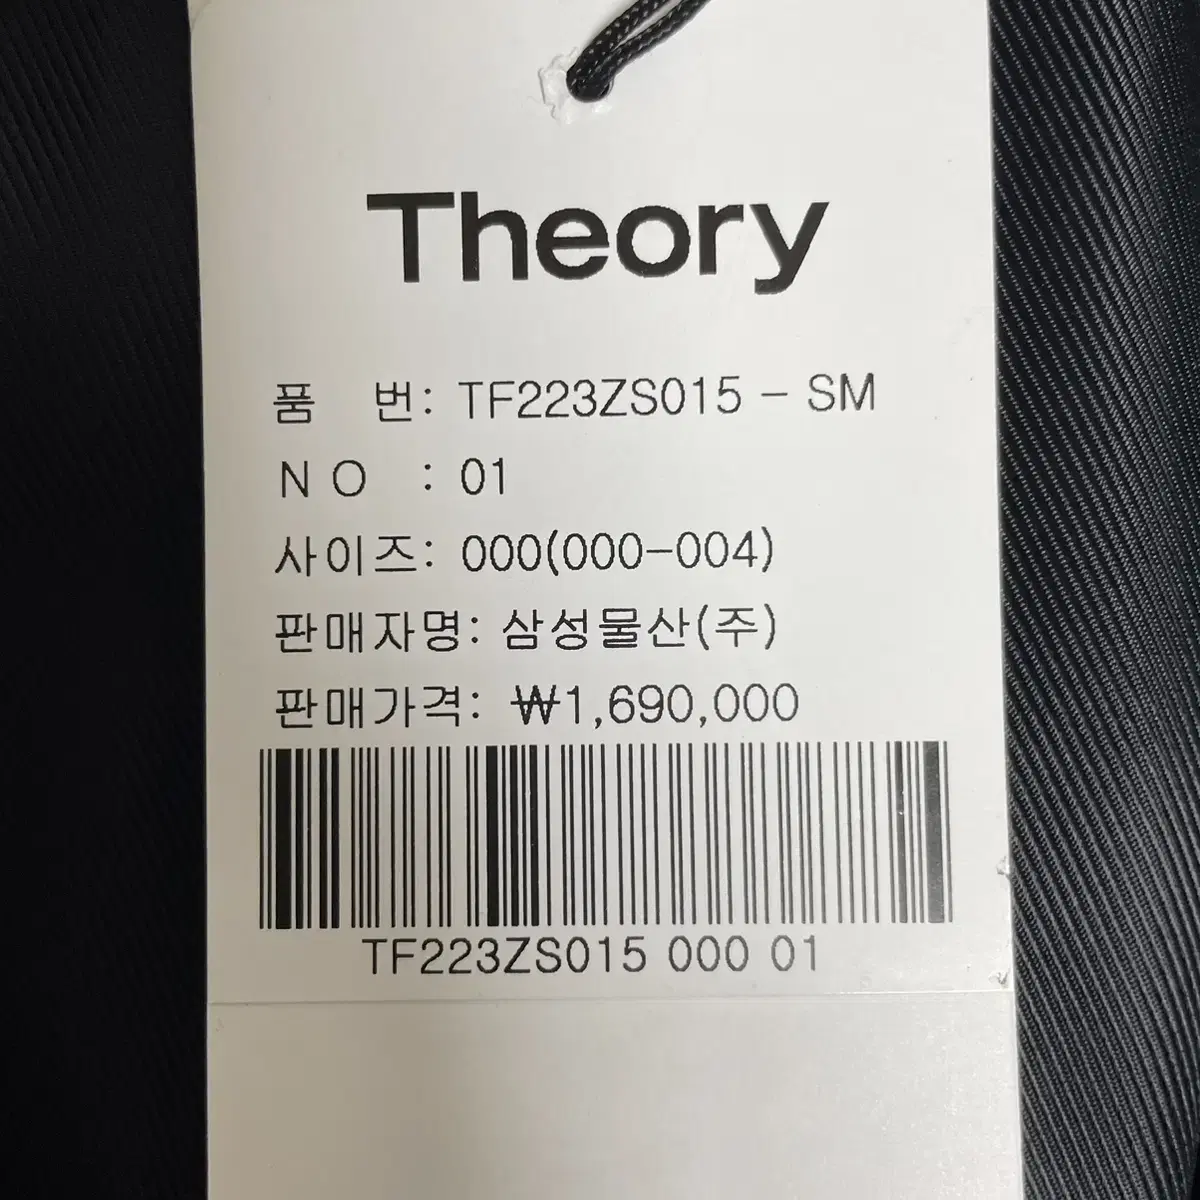 Theory
품 번: TF223ZS015 - SM
NO : 01
사이즈: 000(000-004)
판매자명: 삼성물산(주)
판매가격: ₩1,690,000
TF223ZS015 000 01